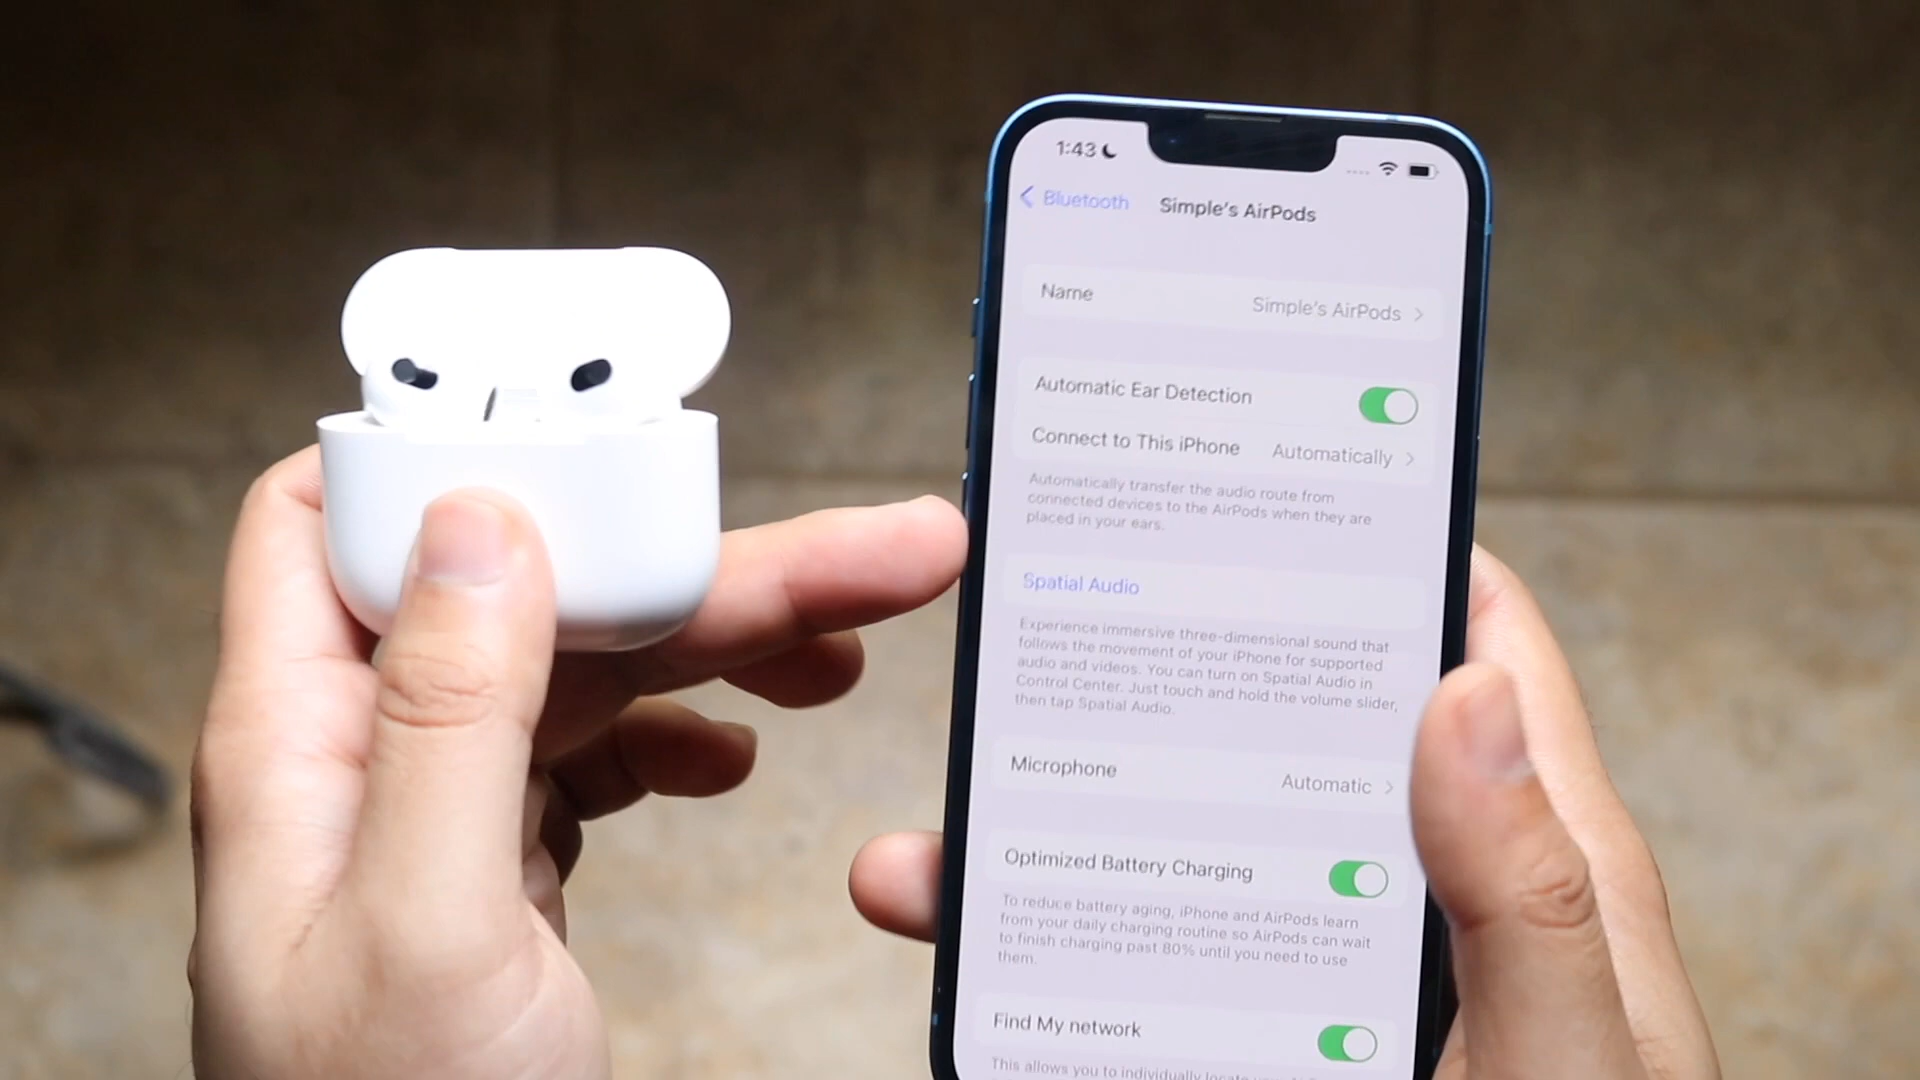 1:43
Bluetooth
Simple's AirPods
Name
Simple's AirPods
Automatic Ear Detection
Connect to This iPhone
Automatically
Automatically transfer the audio route from
connected devices to the AirPods when they are
placed in your ears.
Spatial Audio
Experience immersive three-dimensional sound that
follows the movement of your iPhone for supported
audio and videos. You can turn on Spatial Audio in
Control Center. Just touch and hold the volume slider,
then tap Spatial Audio.
Microphone
Automatic
Optimized Battery Charging
To reduce battery aging, iPhone and AirPods learn
from your daily charging routine so AirPods can wait
to finish charging past 80% until you need to use
them.
Find My network
This allows you to individually locate